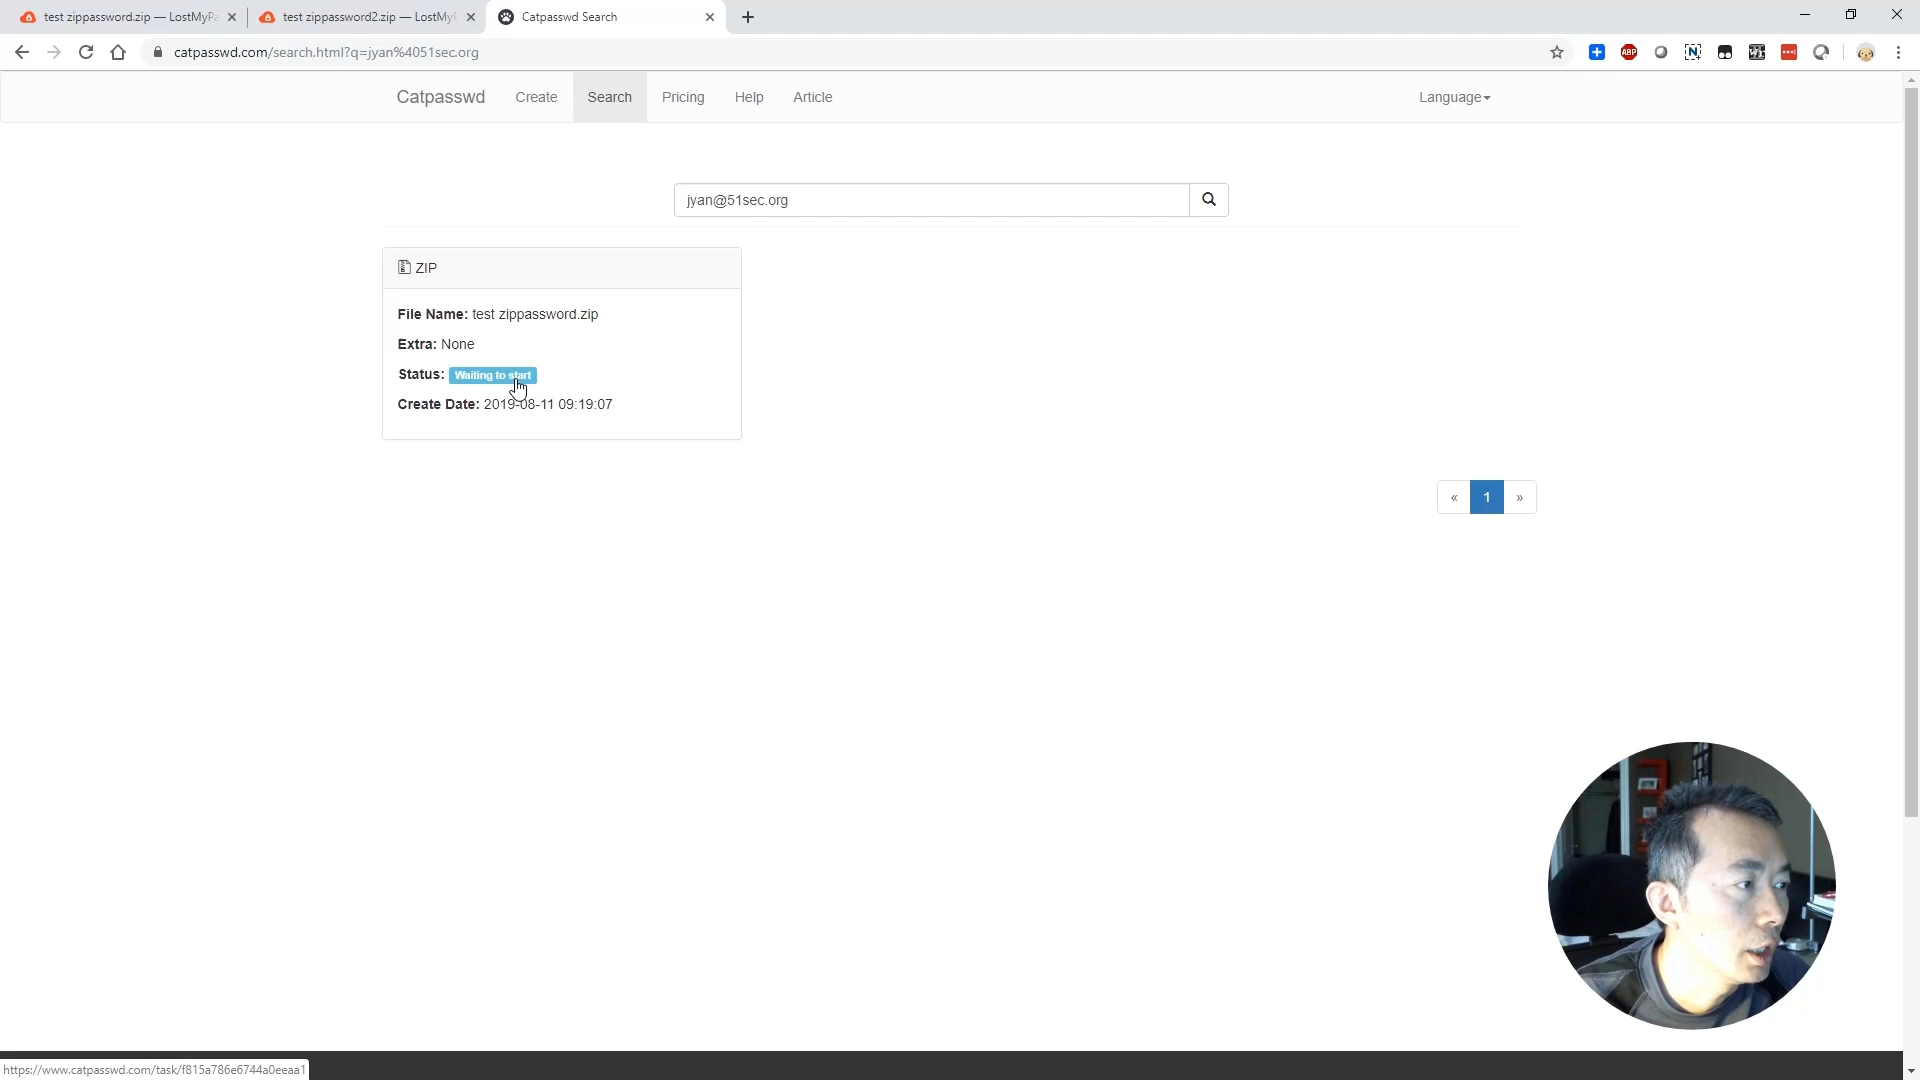 test zippassword.zip — LostMyPa
test zippassword2.zip — LostMyP
Catpasswd Search
catpasswd.com/search.html?q=jyan%4051sec.org
ABP
Catpasswd
Create
Search
Pricing
Help
Article
Language
jyan@51sec.org
ZIP
File Name: test zippassword.zip
Extra: None
Status: Waiting to start
Create Date: 2019-08-11 09:19:07
« 1 »
https://www.catpasswd.com/task/f815a786e6744a0eeaa1